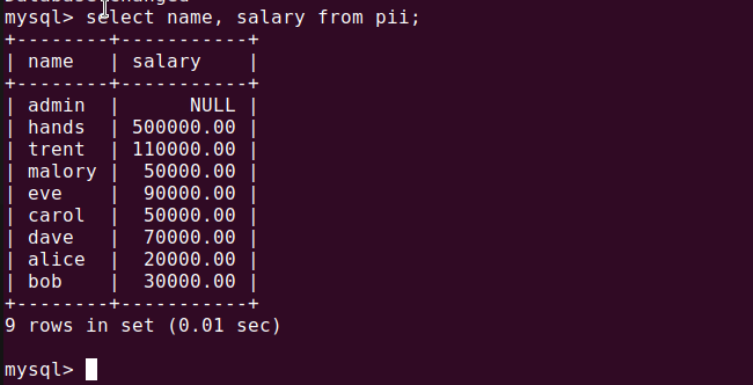 Database changed
mysql> select name, salary from pii;
+--------+-----------+
| name   | salary    |
+--------+-----------+
| admin  |      NULL |
| hands  | 500000.00 |
| trent  | 110000.00 |
| malory |  50000.00 |
| eve    |  90000.00 |
| carol  |  50000.00 |
| dave   |  70000.00 |
| alice  |  20000.00 |
| bob    |  30000.00 |
+--------+-----------+
9 rows in set (0.01 sec)
mysql>